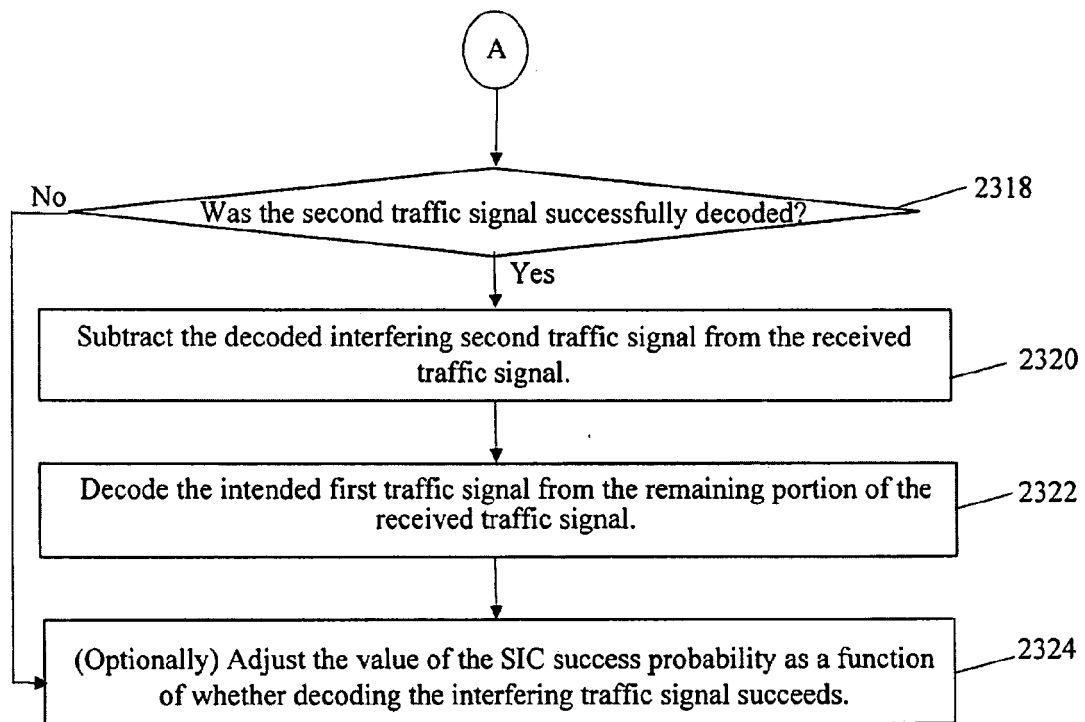 A
No
Was the second traffic signal successfully decoded?
2318
Yes
Subtract the decoded interfering second traffic signal from the received
traffic signal.
2320
Decode the intended first traffic signal from the remaining portion of the
received traffic signal.
2322
(Optionally) Adjust the value of the SIC success probability as a function
of whether decoding the interfering traffic signal succeeds.
2324